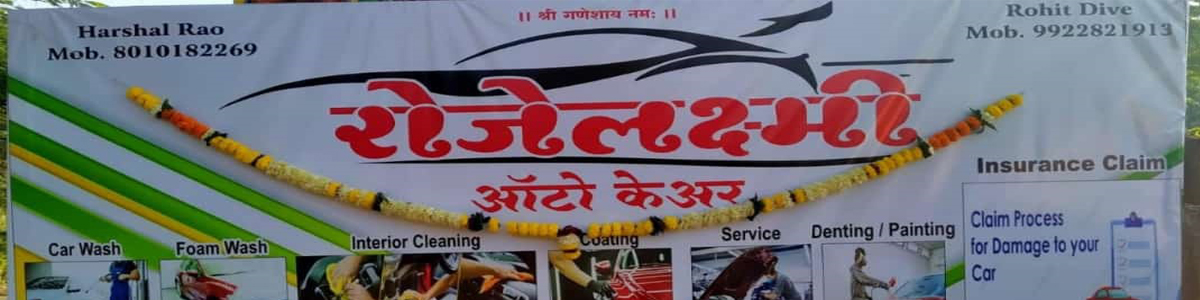 || श्री गणेशाय नमः ||
Harshal Rao
Mob. 8010182269
Rohit Dive
Mob. 9922821913
रोजेलक्ष्मी
ऑटो केअर
Car Wash
Foam Wash
Interior Cleaning
Coating
Service
Denting / Painting
Insurance Claim
Claim Process
for Damage to your
Car